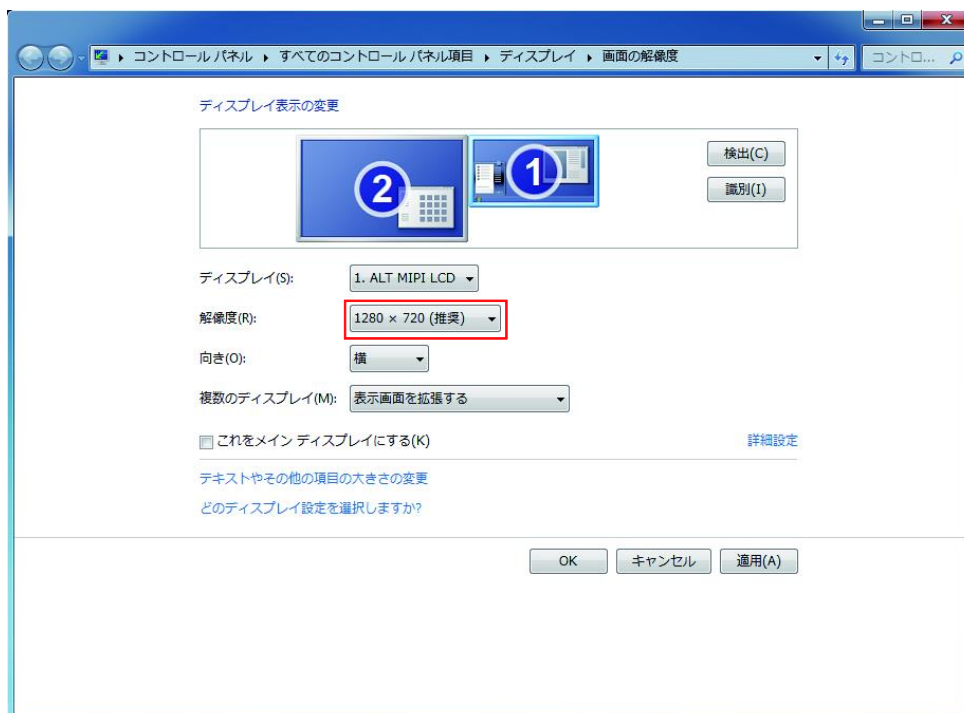 コントロール パネル ▸ すべてのコントロール パネル項目 ▸ ディスプレイ ▸ 画面の解像度
コントロ...
ディスプレイ表示の変更
2
1
検出(C)
識別(I)
ディスプレイ(S): 1. ALT MIPI LCD
解像度(R): 1280 × 720 (推奨)
向き(O): 横
複数のディスプレイ(M): 表示画面を拡張する
これをメイン ディスプレイにする(K) 詳細設定
テキストやその他の項目の大きさの変更
どのディスプレイ設定を選択しますか?
OK キャンセル 適用(A)